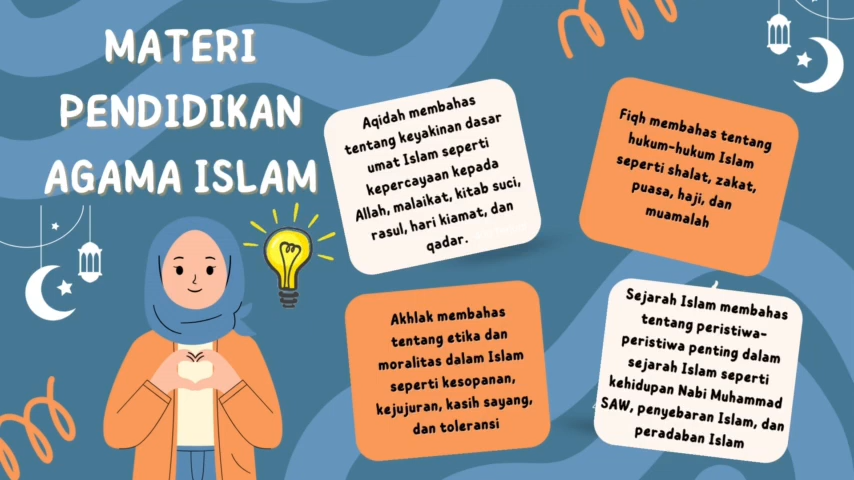 MATERI
PENDIDIKAN
AGAMA ISLAM
Aqidah membahas
tentang keyakinan dasar
umat Islam seperti
kepercayaan kepada
Allah, malaikat, kitab suci,
rasul, hari kiamat, dan
qadar.
Fiqh membahas tentang
hukum-hukum Islam
seperti shalat, zakat,
puasa, haji, dan
muamalah
Akhlak membahas
tentang etika dan
moralitas dalam Islam
seperti kesopanan,
kejujuran, kasih sayang,
dan toleransi
Sejarah Islam membahas
tentang peristiwa-
peristiwa penting dalam
sejarah Islam seperti
kehidupan Nabi Muhammad
SAW, penyebaran Islam, dan
peradaban Islam